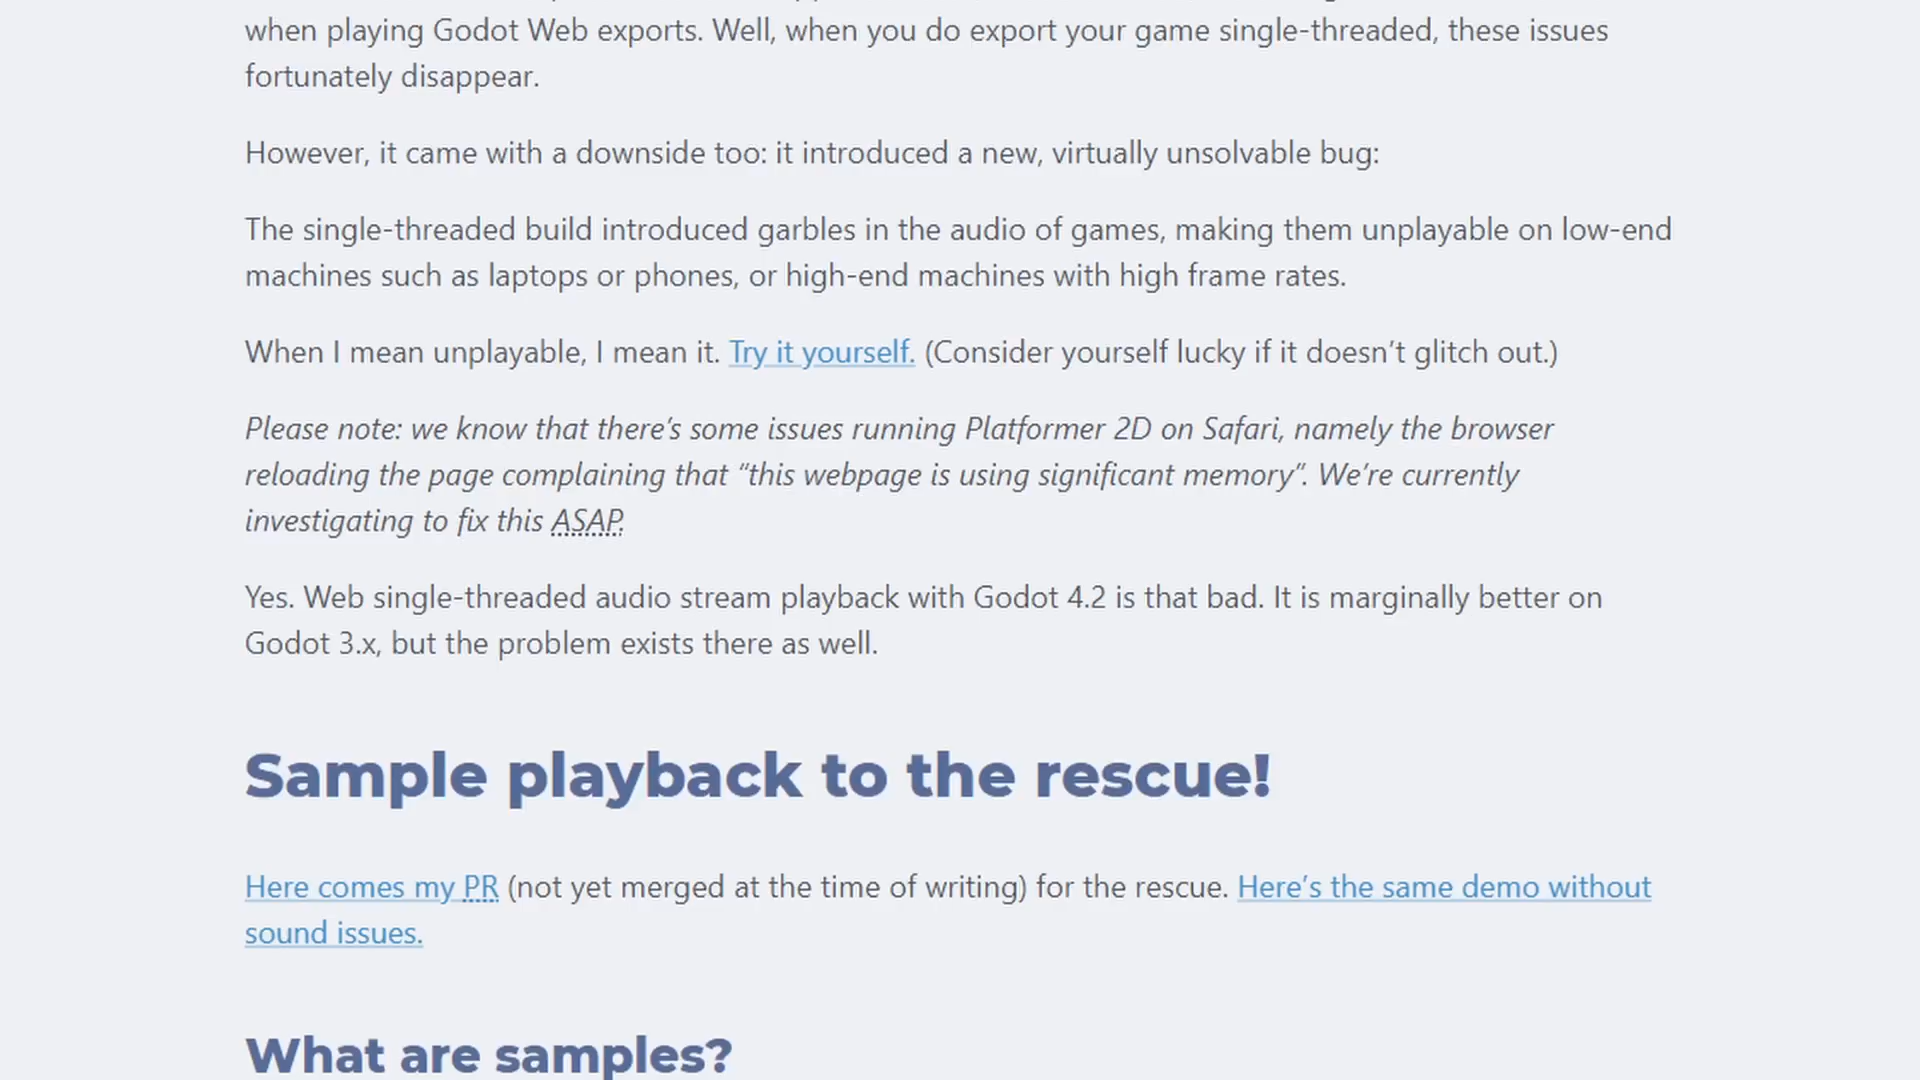 when playing Godot Web exports. Well, when you do export your game single-threaded, these issues
fortunately disappear.
However, it came with a downside too: it introduced a new, virtually unsolvable bug:
The single-threaded build introduced garbles in the audio of games, making them unplayable on low-end
machines such as laptops or phones, or high-end machines with high frame rates.
When I mean unplayable, I mean it. Try it yourself. (Consider yourself lucky if it doesn’t glitch out.)
Please note: we know that there’s some issues running Platformer 2D on Safari, namely the browser
reloading the page complaining that “this webpage is using significant memory”. We’re currently
investigating to fix this ASAP.
Yes. Web single-threaded audio stream playback with Godot 4.2 is that bad. It is marginally better on
Godot 3.x, but the problem exists there as well.
Sample playback to the rescue!
Here comes my PR (not yet merged at the time of writing) for the rescue. Here’s the same demo without
sound issues.
What are samples?